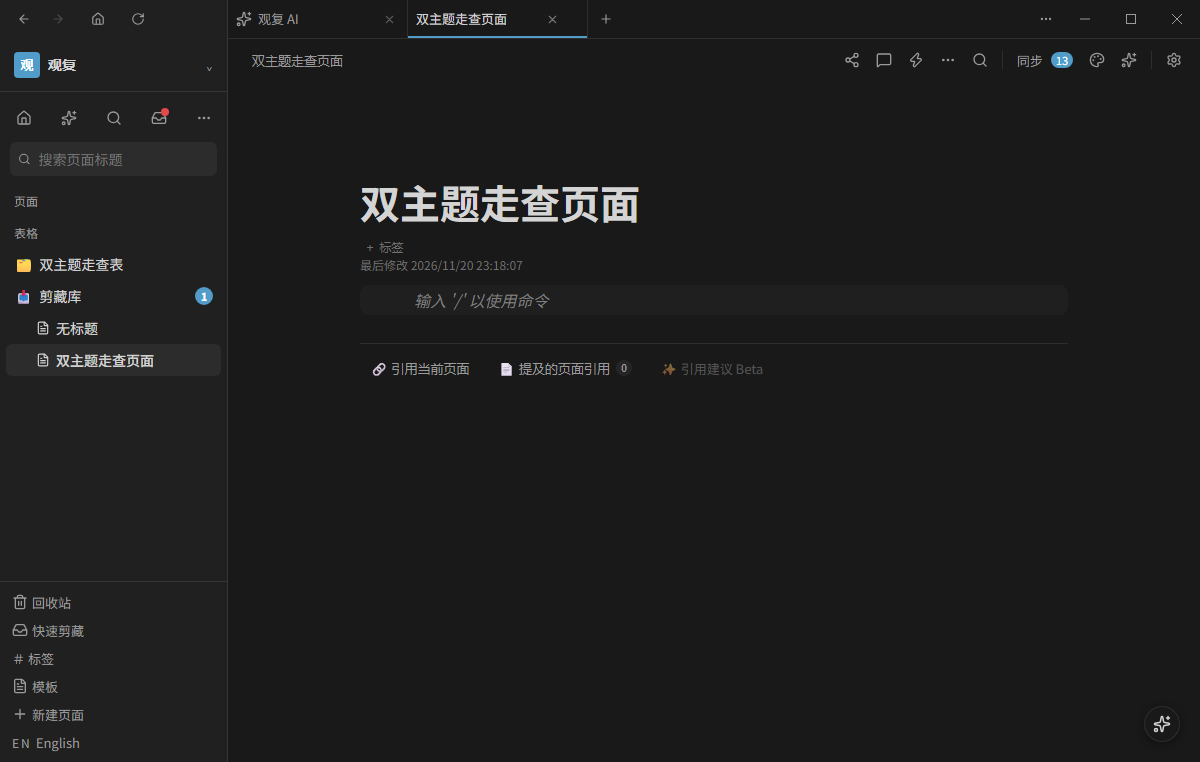 观复 AI
双主题走查页面
观 观复
双主题走查页面
同步 13
搜索页面标题
页面
表格
双主题走查表
剪藏库 1
无标题
双主题走查页面
双主题走查页面
+ 标签
最后修改 2026/11/20 23:18:07
输入 '/' 以使用命令
引用当前页面
提及的页面引用 0
引用建议 Beta
回收站
快速剪藏
# 标签
模板
新建页面
EN English